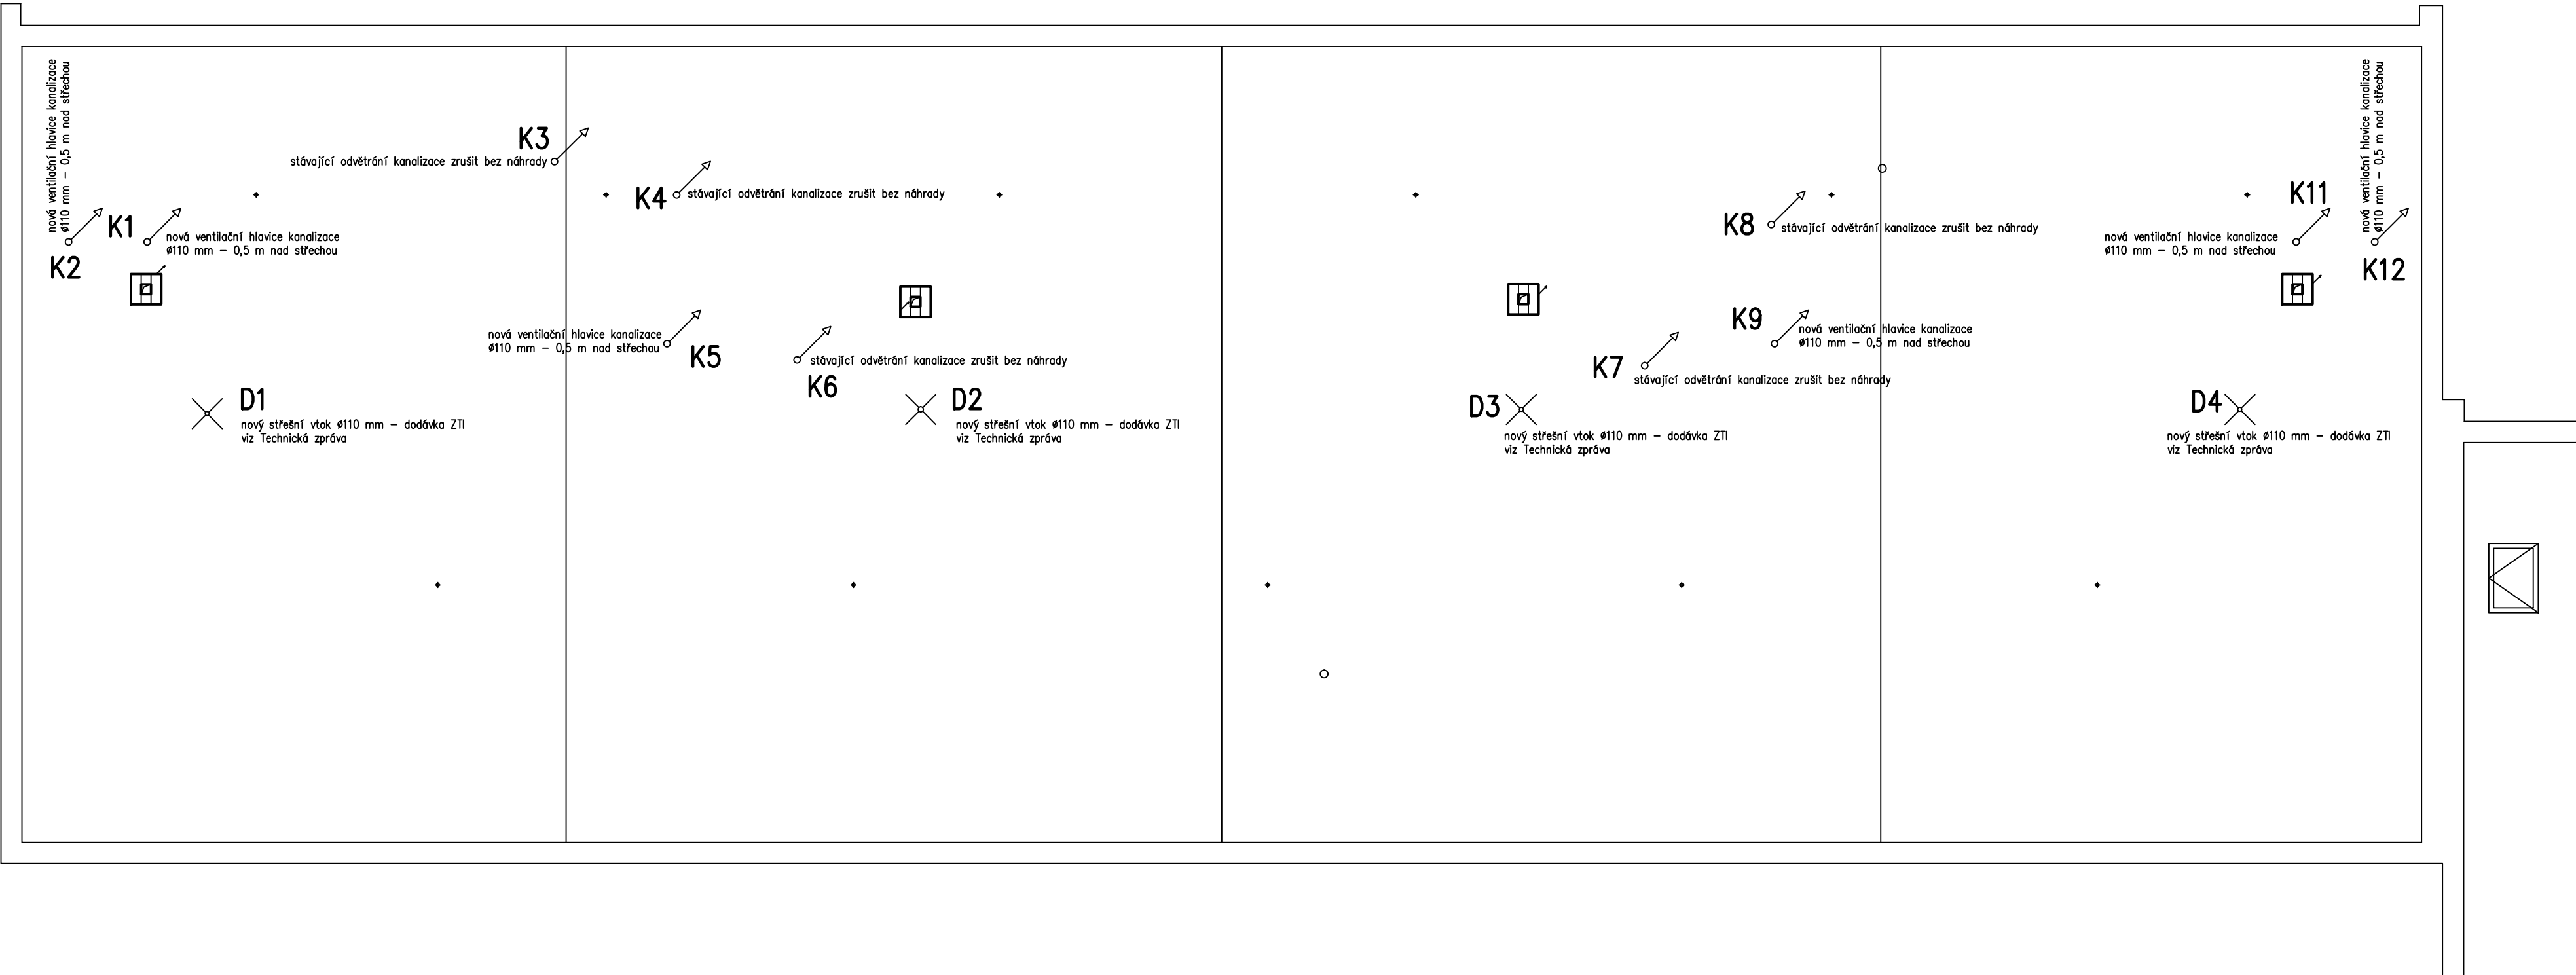 nová ventilační hlavice kanalizace
ø110 mm – 0,5 m nad střechou
K2
K1
nová ventilační hlavice kanalizace
ø110 mm – 0,5 m nad střechou
K3
stávající odvětrání kanalizace zrušit bez náhrady
K4
stávající odvětrání kanalizace zrušit bez náhrady
nová ventilační hlavice kanalizace
ø110 mm – 0,5 m nad střechou
K5
stávající odvětrání kanalizace zrušit bez náhrady
K6
D1
nový střešní vtok ø110 mm – dodávka ZTI
viz Technická zpráva
D2
nový střešní vtok ø110 mm – dodávka ZTI
viz Technická zpráva
K8
stávající odvětrání kanalizace zrušit bez náhrady
K9
nová ventilační hlavice kanalizace
ø110 mm – 0,5 m nad střechou
K7
stávající odvětrání kanalizace zrušit bez náhrady
D3
nový střešní vtok ø110 mm – dodávka ZTI
viz Technická zpráva
K11
nová ventilační hlavice kanalizace
ø110 mm – 0,5 m nad střechou
nová ventilační hlavice kanalizace
ø110 mm – 0,5 m nad střechou
K12
D4
nový střešní vtok ø110 mm – dodávka ZTI
viz Technická zpráva